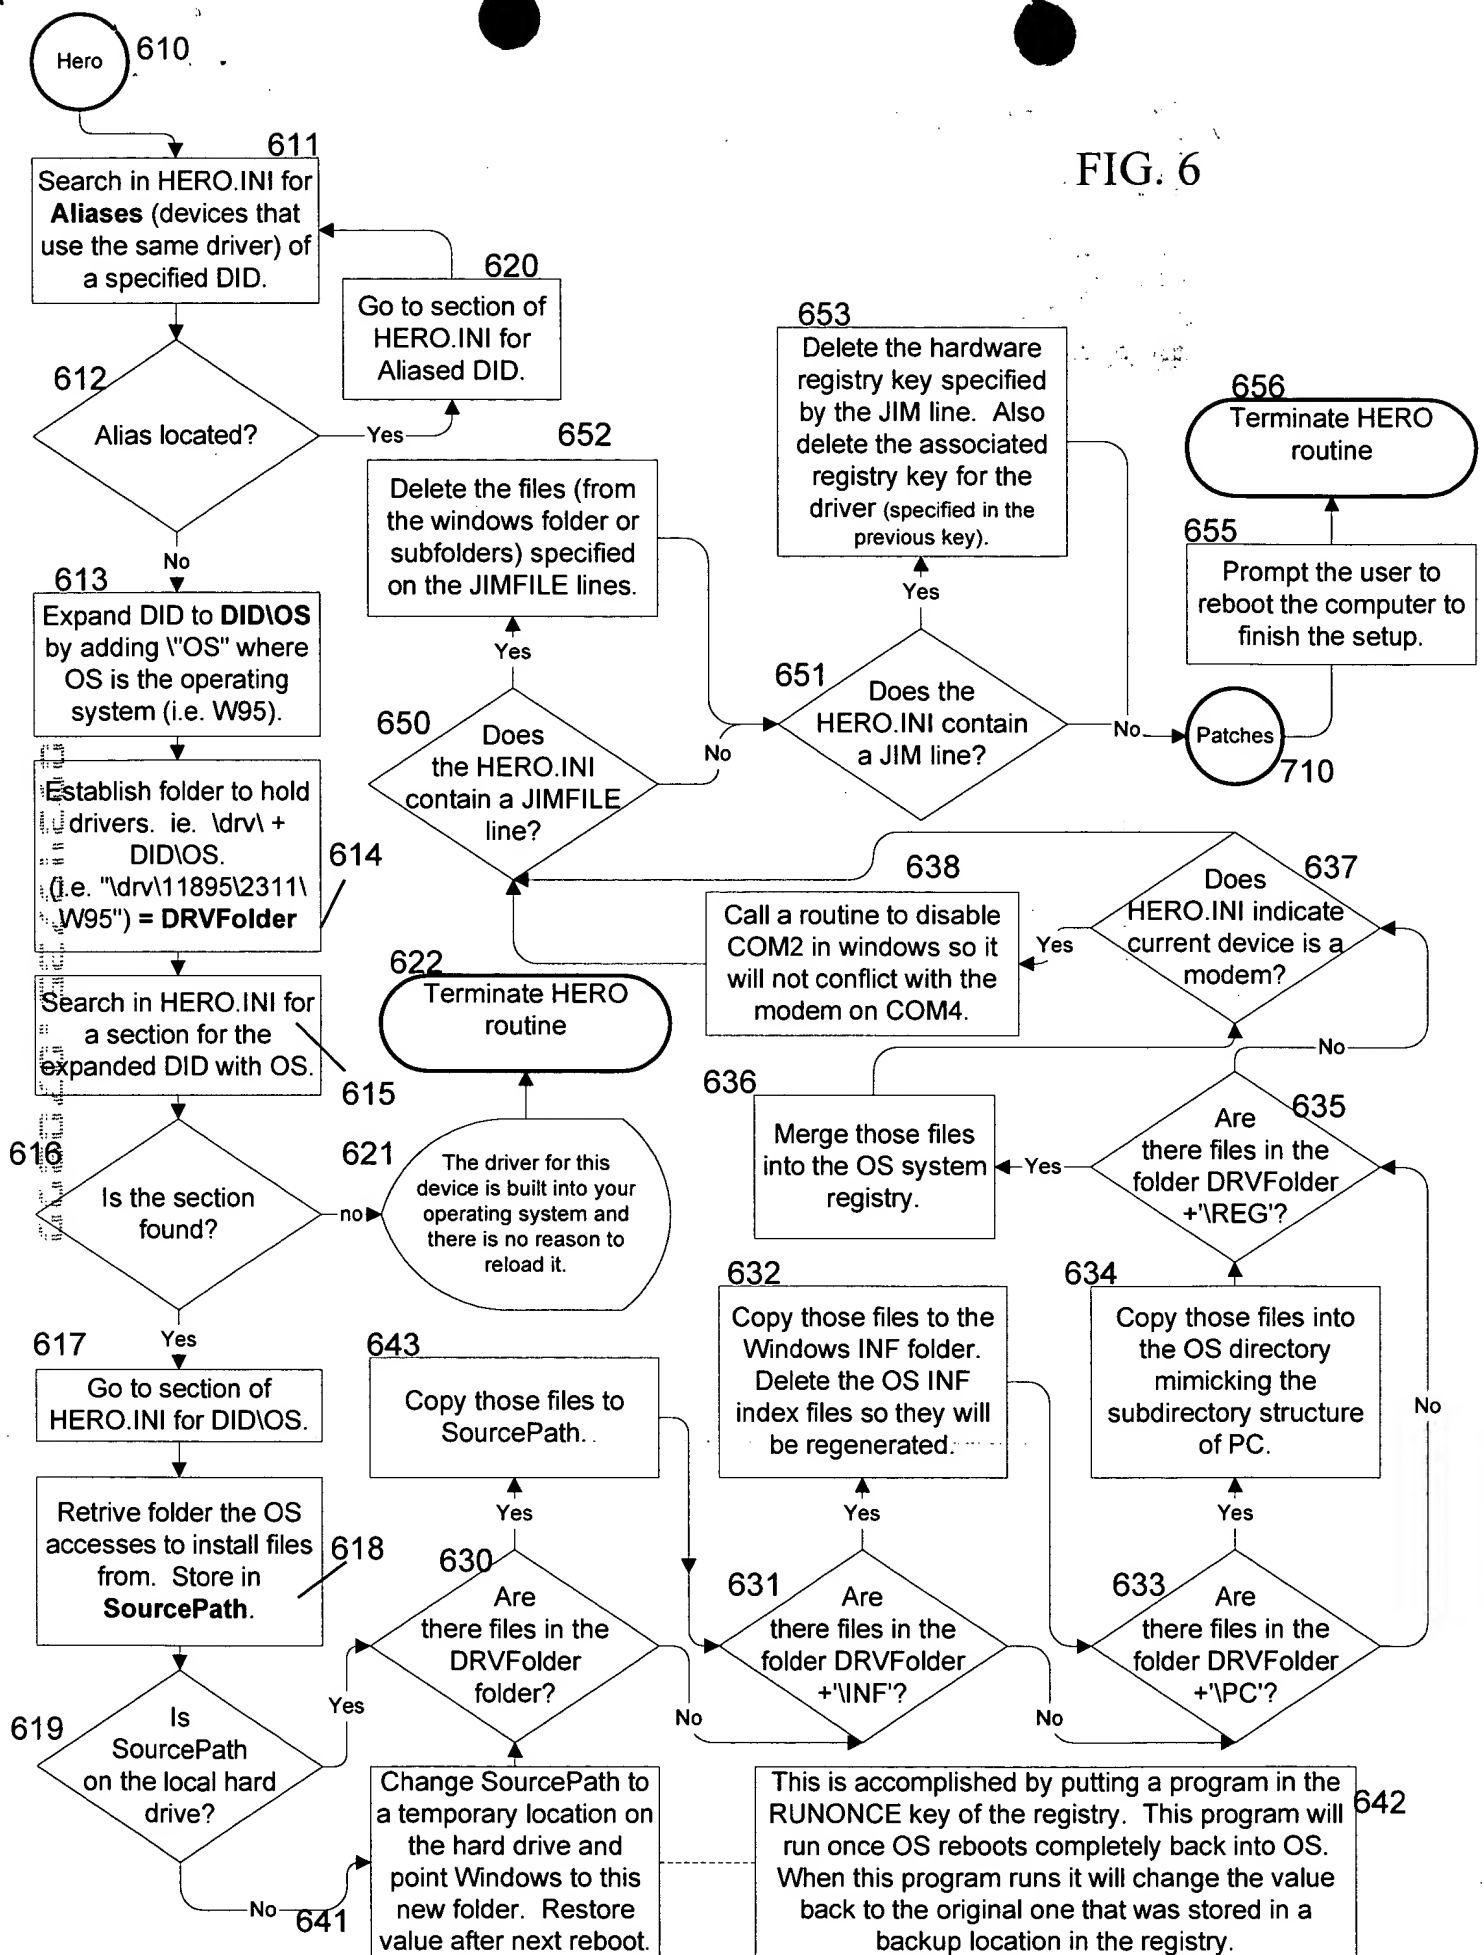 Hero
610
FIG. 6
611
Search in HERO.INI for
Aliases (devices that
use the same driver) of
a specified DID.
620
Go to section of
HERO.INI for
Aliased DID.
612
Alias located?
Yes
No
613
Expand DID to DID\OS
by adding \"OS" where
OS is the operating
system (i.e. W95).
Establish folder to hold
drivers. ie. \drv\ +
DID\OS.
(i.e. "\drv\11895\2311\
W95") = DRVFolder
614
Search in HERO.INI for
a section for the
expanded DID with OS.
615
616
Is the section
found?
no
Yes
621
The driver for this
device is built into your
operating system and
there is no reason to
reload it.
622
Terminate HERO
routine
617
Go to section of
HERO.INI for DID\OS.
Retrive folder the OS
accesses to install files
from. Store in
SourcePath.
618
619
Is
SourcePath
on the local hard
drive?
Yes
No
641
Change SourcePath to
a temporary location on
the hard drive and
point Windows to this
new folder. Restore
value after next reboot.
This is accomplished by putting a program in the
RUNONCE key of the registry. This program will
run once OS reboots completely back into OS.
When this program runs it will change the value
back to the original one that was stored in a
backup location in the registry.
642
630
Are
there files in the
DRVFolder
folder?
Yes
No
643
Copy those files to
SourcePath.
631
Are
there files in the
folder DRVFolder
+'\INF'?
Yes
No
632
Copy those files to the
Windows INF folder.
Delete the OS INF
index files so they will
be regenerated.
633
Are
there files in the
folder DRVFolder
+'\PC'?
Yes
No
634
Copy those files into
the OS directory
mimicking the
subdirectory structure
of PC.
635
Are
there files in the
folder DRVFolder
+'\REG'?
Yes
No
636
Merge those files
into the OS system
registry.
637
Does
HERO.INI indicate
current device is a
modem?
Yes
638
Call a routine to disable
COM2 in windows so it
will not conflict with the
modem on COM4.
650
Does
the HERO.INI
contain a JIMFILE
line?
Yes
No
652
Delete the files (from
the windows folder or
subfolders) specified
on the JIMFILE lines.
651
Does the
HERO.INI contain
a JIM line?
Yes
No
653
Delete the hardware
registry key specified
by the JIM line. Also
delete the associated
registry key for the
driver (specified in the
previous key).
Patches
710
655
Prompt the user to
reboot the computer to
finish the setup.
656
Terminate HERO
routine